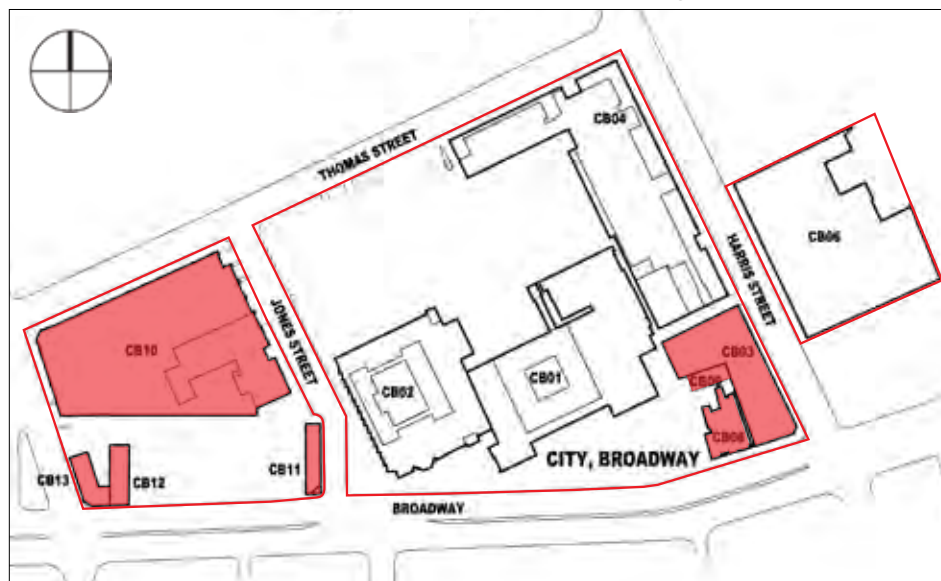 THOMAS STREET
CB04
HARRIS STREET
CB06
JONES STREET
CB10
CB02
CB01
CB03
CB09
CB08
CITY, BROADWAY
CB13
CB12
CB11
BROADWAY